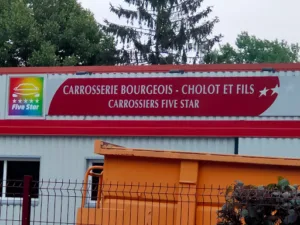 CARROSSERIE BOURGEOIS - CHOLOT ET FILS
CARROSSIERS FIVE STAR
Five Star